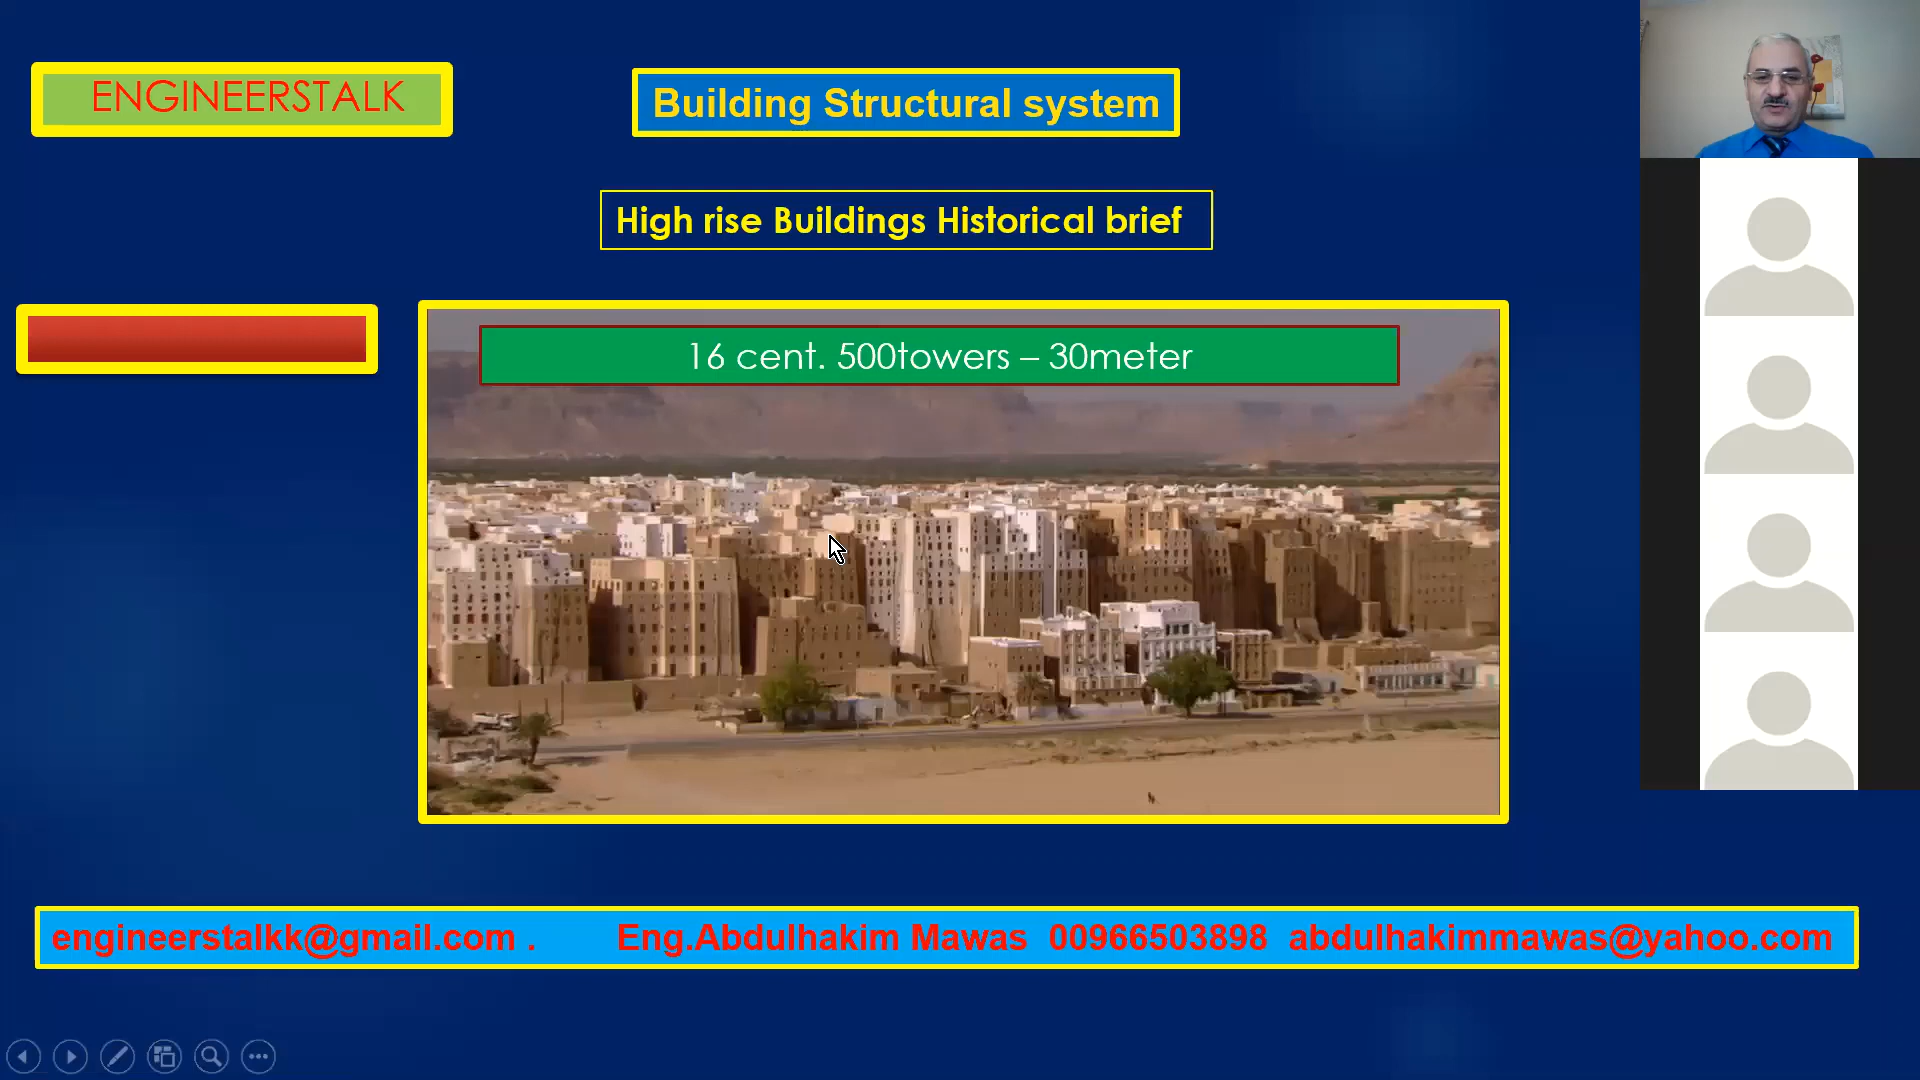 ENGINEERSTALK
Building Structural system
High rise Buildings Historical brief
16 cent. 500towers – 30meter
engineerstalkk@gmail.com . Eng.Abdulhakim Mawas 00966503898 abdulhakimmawas@yahoo.com